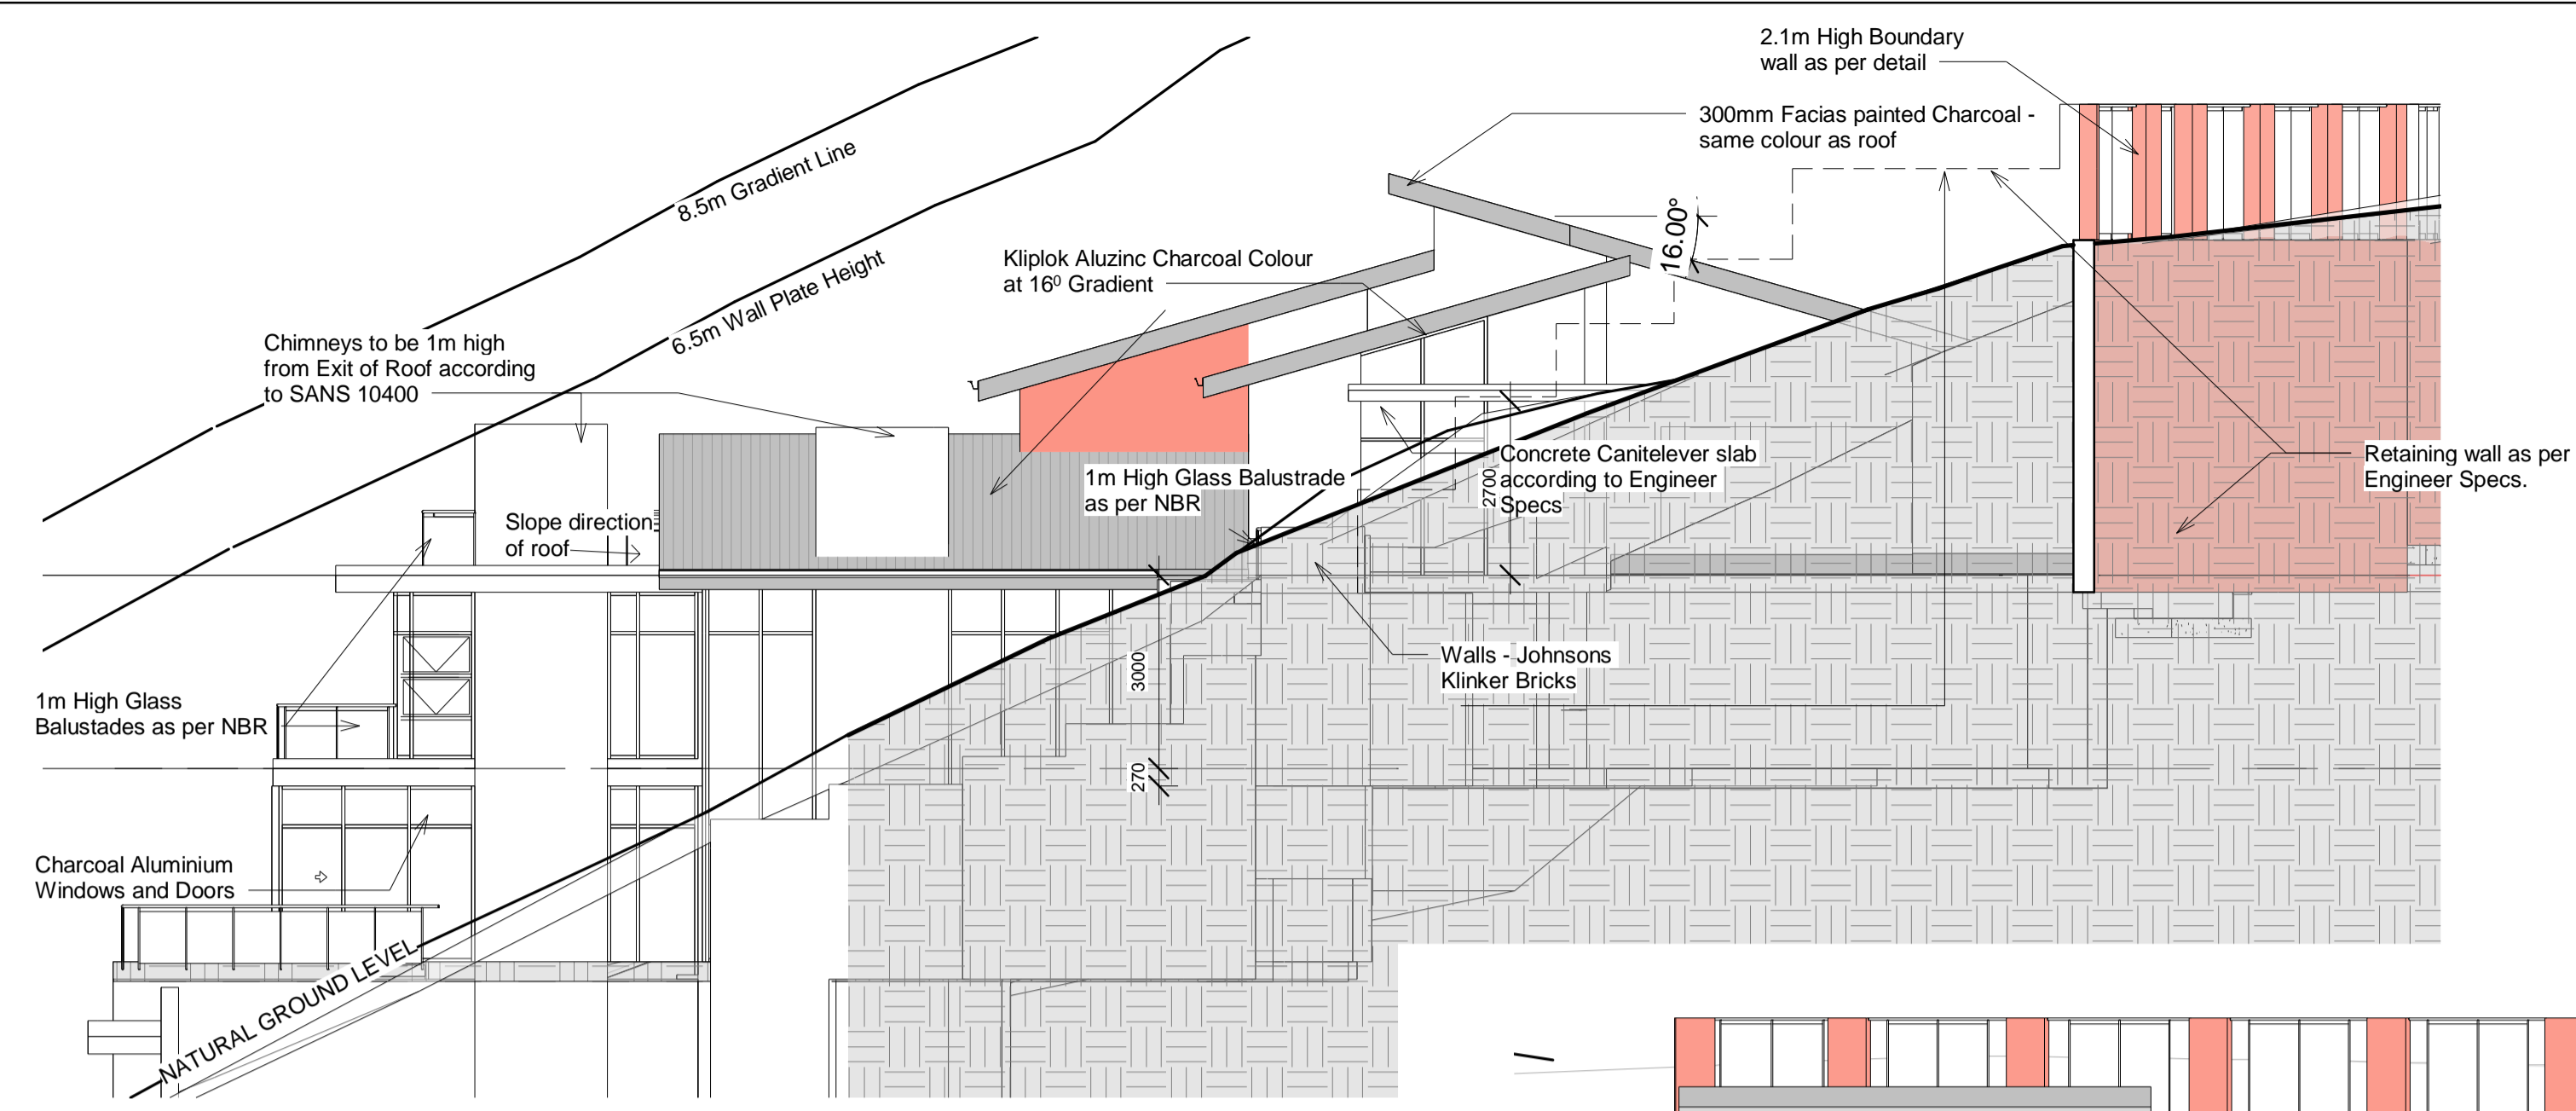 2.1m High Boundary
wall as per detail
300mm Facias painted Charcoal -
same colour as roof
8.5m Gradient Line
6.5m Wall Plate Height
Kliplok Aluzinc Charcoal Colour
at 16⁰ Gradient
16.00°
Chimneys to be 1m high
from Exit of Roof according
to SANS 10400
1m High Glass Balustrade
as per NBR
2700
Concrete Canitelever slab
according to Engineer
Specs
Retaining wall as per
Engineer Specs.
Slope direction
of roof
Walls - Johnsons
Klinker Bricks
3000
1m High Glass
Balustades as per NBR
270
Charcoal Aluminium
Windows and Doors
NATURAL GROUND LEVEL